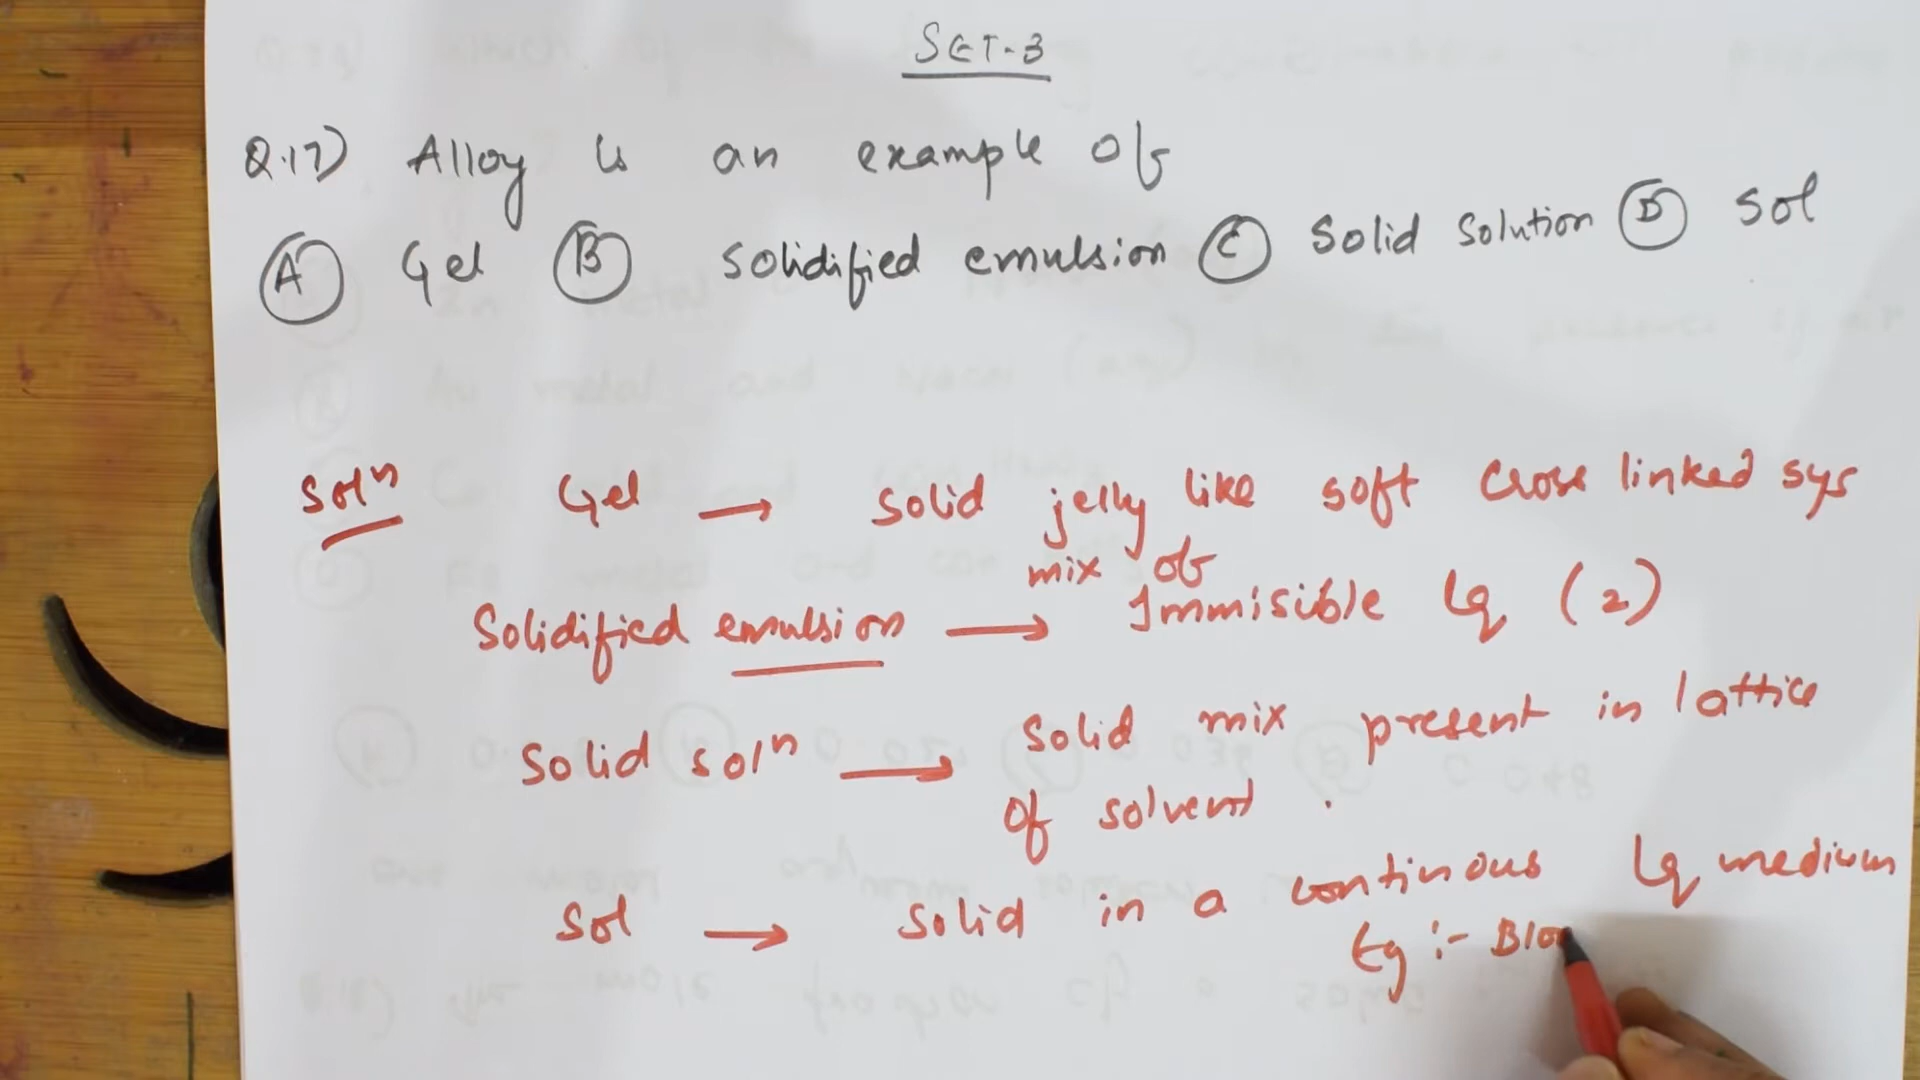 SET-3
Q.17) Alloy is an example of
(A) Gel (B) solidified emulsion (C) Solid Solution (D) Sol
Solⁿ Gel → solid jelly like soft cross linked sys
mix of
Solidified emulsion → Immisible lq (2)
Solid solⁿ → solid mix present in lattice
of solvent.
Sol → solid in a continous lq medium
Eg :- Bloo